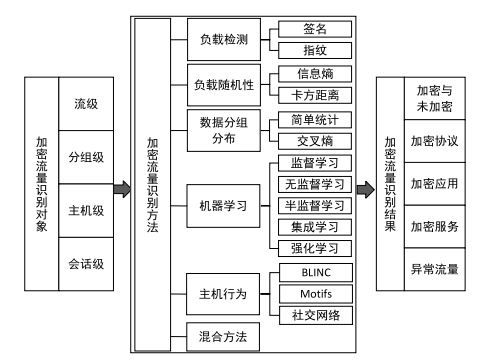 加密流量识别对象
流级
分组级
主机级
会话级
加密流量识别方法
负载检测
签名
指纹
负载随机性
信息熵
卡方距离
数据分组
分布
简单统计
交叉熵
机器学习
监督学习
无监督学习
半监督学习
集成学习
强化学习
主机行为
BLINC
Motifs
社交网络
混合方法
加密流量识别结果
加密与
未加密
加密协议
加密应用
加密服务
异常流量